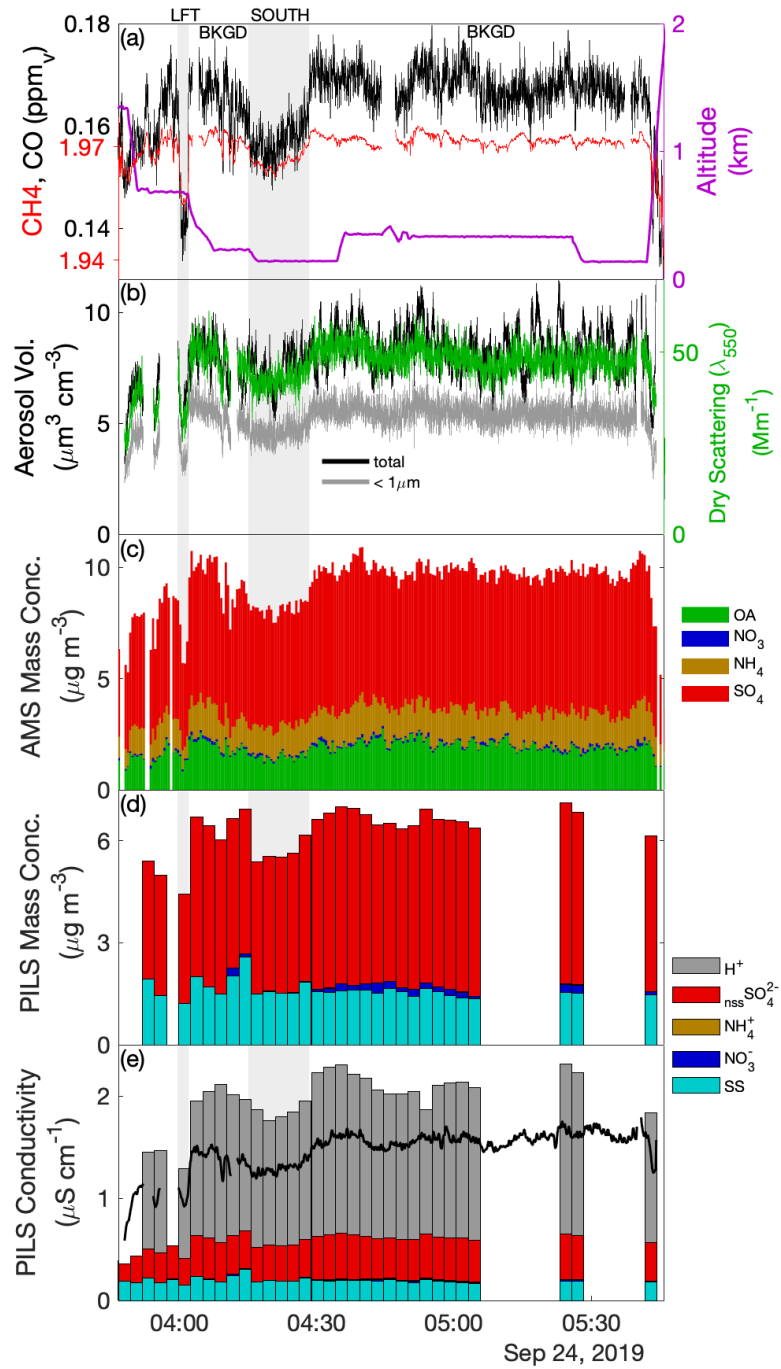 LFT SOUTH
BKGD BKGD
(a)
0.18
0.16
1.97
0.14
1.94
CH4, CO (ppmv)
2
1
0
Altitude
(km)
(b)
10
5
0
Aerosol Vol.
(μm³ cm⁻³)
50
0
Dry Scattering (λ₅₅₀)
(Mm⁻¹)
total
< 1μm
(c)
10
5
0
AMS Mass Conc.
(μg m⁻³)
OA
NO₃
NH₄
SO₄
(d)
6
3
0
PILS Mass Conc.
(μg m⁻³)
H⁺
nssSO₄²⁻
NH₄⁺
NO₃⁻
SS
(e)
2
1
0
PILS Conductivity
(μS cm⁻¹)
04:00 04:30 05:00 05:30
Sep 24, 2019